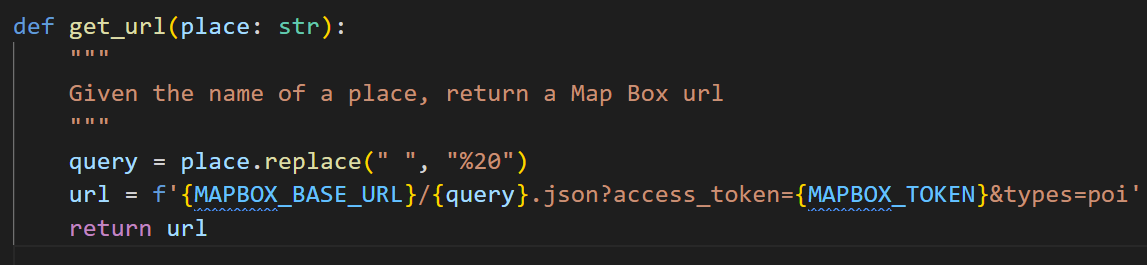 def get_url(place: str):
    """
    Given the name of a place, return a Map Box url
    """
    query = place.replace(" ", "%20")
    url = f'{MAPBOX_BASE_URL}/{query}.json?access_token={MAPBOX_TOKEN}&types=poi'
    return url